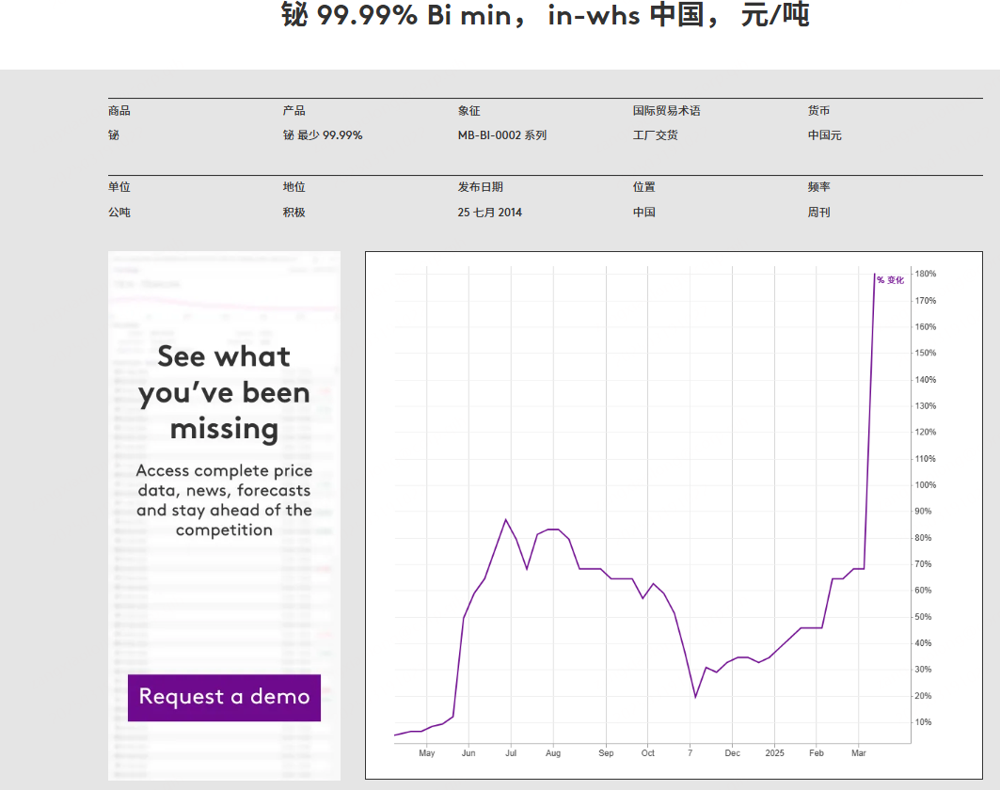 铋 99.99% Bi min， in-whs 中国， 元/吨
商品 产品 象征 国际贸易术语 货币
铋 铋 最少 99.99% MB-BI-0002 系列 工厂交货 中国元
单位 地位 发布日期 位置 频率
公吨 积极 25 七月 2014 中国 周刊
See what
you’ve been
missing
Access complete price
data, news, forecasts
and stay ahead of the
competition
Request a demo
% 变化
180%
170%
160%
150%
140%
130%
120%
110%
100%
90%
80%
70%
60%
50%
40%
30%
20%
10%
May Jun Jul Aug Sep Oct 7 Dec 2025 Feb Mar